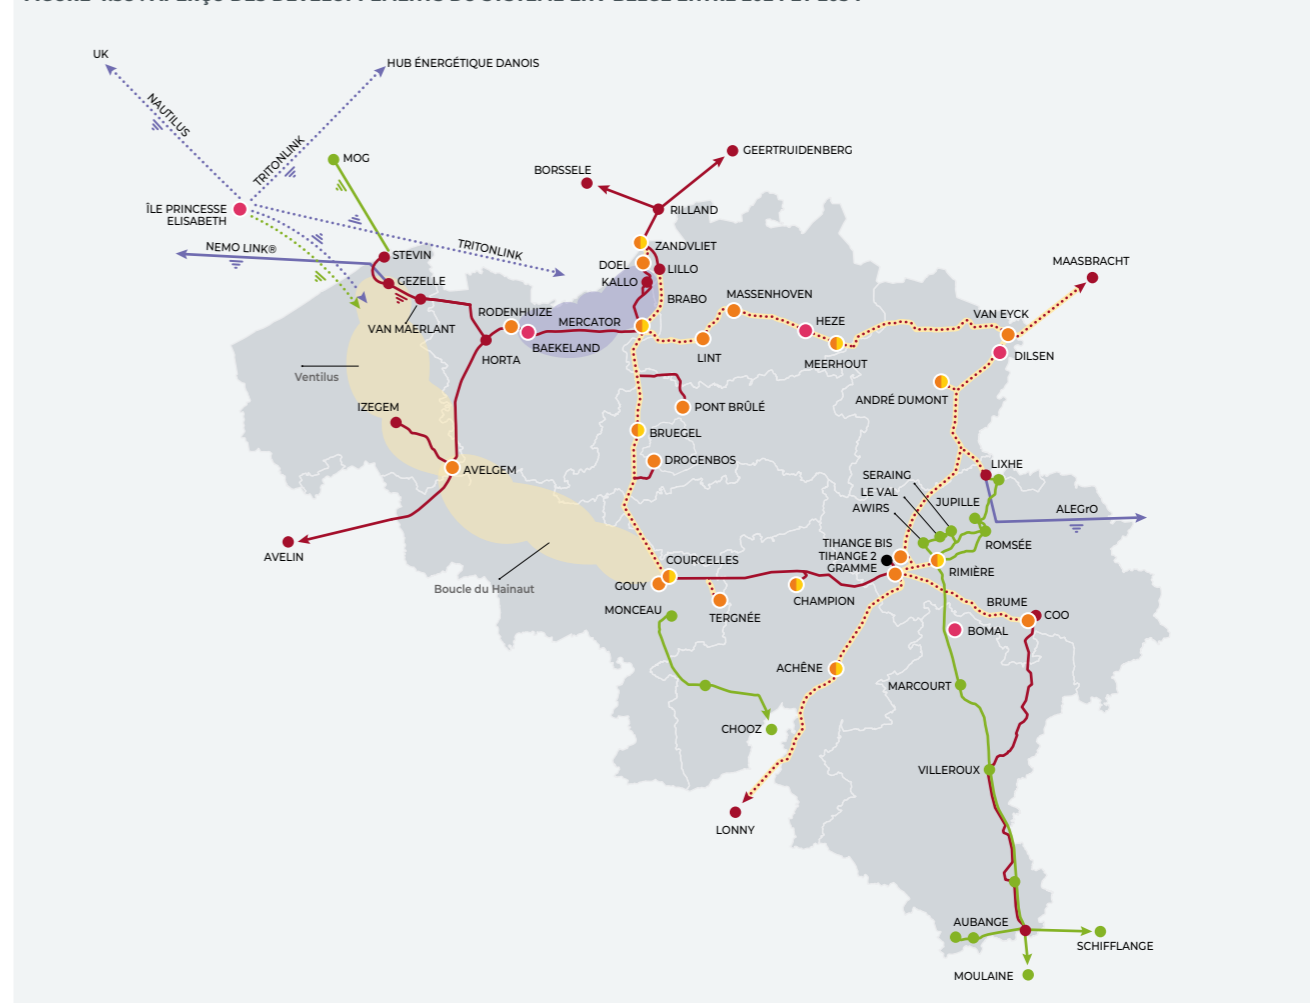 UK
HUB ÉNERGÉTIQUE DANOIS
NAUTILUS
TRITONLINK
MOG
GEERTRUIDENBERG
BORSSELE
ÎLE PRINCESSE
ELISABETH
RILLAND
NEMO LINK®
TRITONLINK
STEVIN
ZANDVLIET
DOEL
LILLO
KALLO
MAASBRACHT
GEZELLE
BRABO
MASSENHOVEN
VAN MAERLANT
RODENHUIZE
MERCATOR
HEZE
VAN EYCK
BAEKELAND
HORTA
LINT
MEERHOUT
DILSEN
Ventilus
ANDRÉ DUMONT
IZEGEM
PONT BRÛLÉ
BRUEGEL
AVELGEM
DROGENBOS
LIXHE
SERAING
LE VAL
JUPILLE
AWIRS
ALEGrO
AVELIN
TIHANGE BIS
TIHANGE 2
GRAMME
ROMSÉE
COURCELLES
RIMIÈRE
GOUY
Boucle du Hainaut
CHAMPION
MONCEAU
TERGNÉE
BRUME
COO
BOMAL
ACHÊNE
MARCOURT
CHOOZ
VILLEROUX
LONNY
AUBANGE
SCHIFFLANGE
MOULAINE